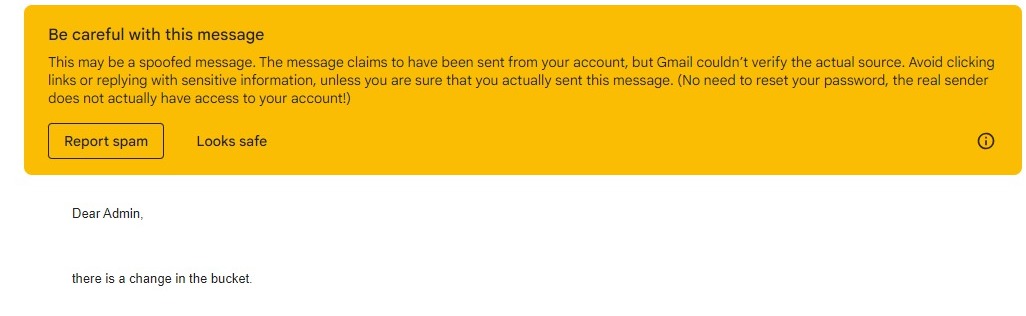 Be careful with this message
This may be a spoofed message. The message claims to have been sent from your account, but Gmail couldn't verify the actual source. Avoid clicking
links or replying with sensitive information, unless you are sure that you actually sent this message. (No need to reset your password, the real sender
does not actually have access to your account!)
Report spam Looks safe
Dear Admin,
there is a change in the bucket.